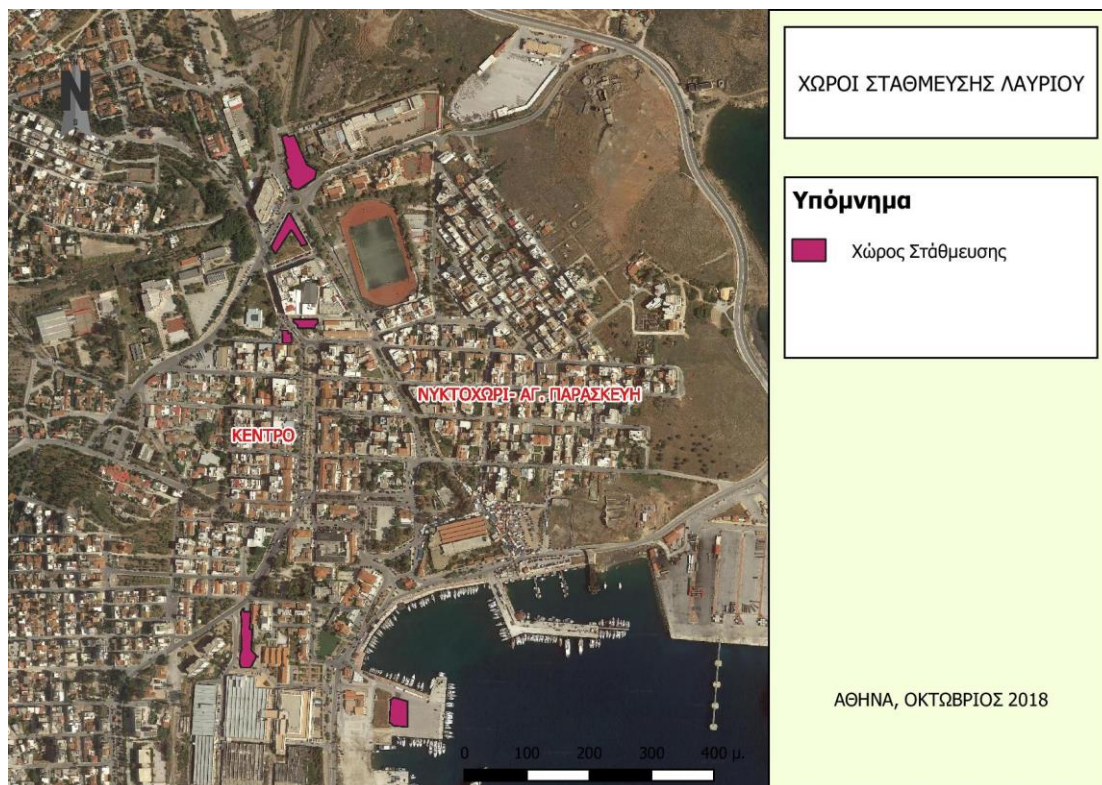 N
ΧΩΡΟΙ ΣΤΑΘΜΕΥΣΗΣ ΛΑΥΡΙΟΥ
Υπόμνημα
Χώρος Στάθμευσης
ΝΥΚΤΟΧΩΡΙ- ΑΓ. ΠΑΡΑΣΚΕΥΗ
ΚΕΝΤΡΟ
ΑΘΗΝΑ, ΟΚΤΩΒΡΙΟΣ 2018
0 100 200 300 400 μ.